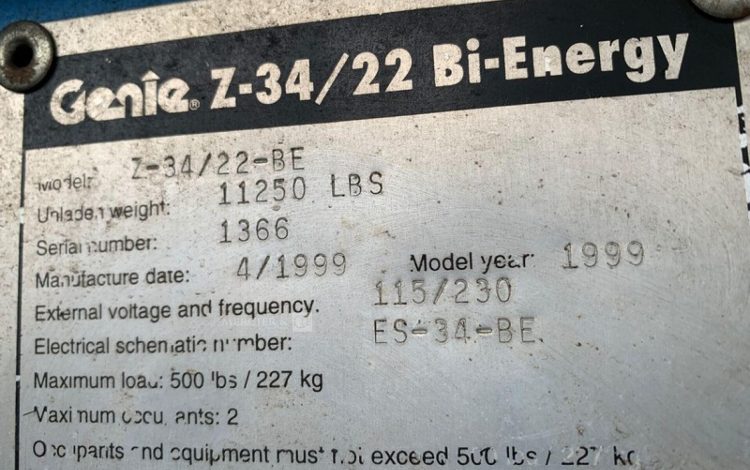 Genie® Z-34/22 Bi-Energy
Model: Z-34/22-BE
Unladen weight: 11250 LBS
Serial number: 1366
Manufacture date: 4/1999 Model year: 1999
External voltage and frequency. 115/230
Electrical schematic number: ES-34-BE
Maximum load: 500 lbs / 227 kg
Maximum occupants: 2
Occupants and equipment must not exceed 500 lbs / 227 kg